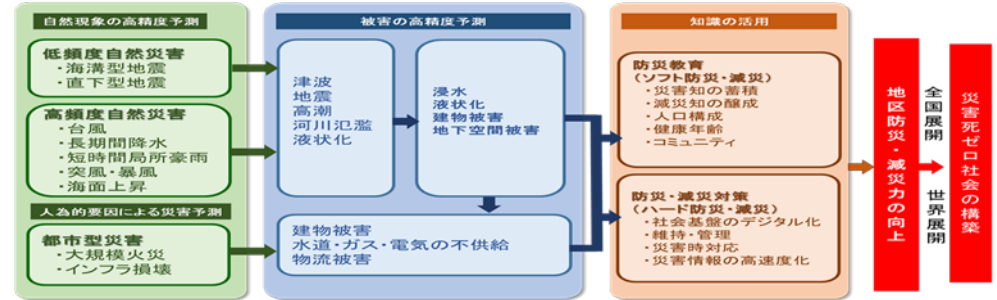 自然現象の高精度予測
低頻度自然災害
・海溝型地震
・直下型地震
高頻度自然災害
・台風
・長期間降水
・短時間局所豪雨
・突風・暴風
・海面上昇
人為的要因による災害予測
都市型災害
・大規模火災
・インフラ損壊
被害の高精度予測
津波
地震
高潮
河川氾濫
液状化
浸水
液状化
建物被害
地下空間被害
建物被害
水道・ガス・電気の不供給
物流被害
知識の活用
防災教育
(ソフト防災・減災)
・災害知の蓄積
・減災知の醸成
・人口構成
・健康年齢
・コミュニティ
防災・減災対策
(ハード防災・減災)
・社会基盤のデジタル化
・維持・管理
・災害時対応
・災害情報の高速度化
地区防災・減災力の向上
全国展開
世界展開
災害死ゼロ社会の構築